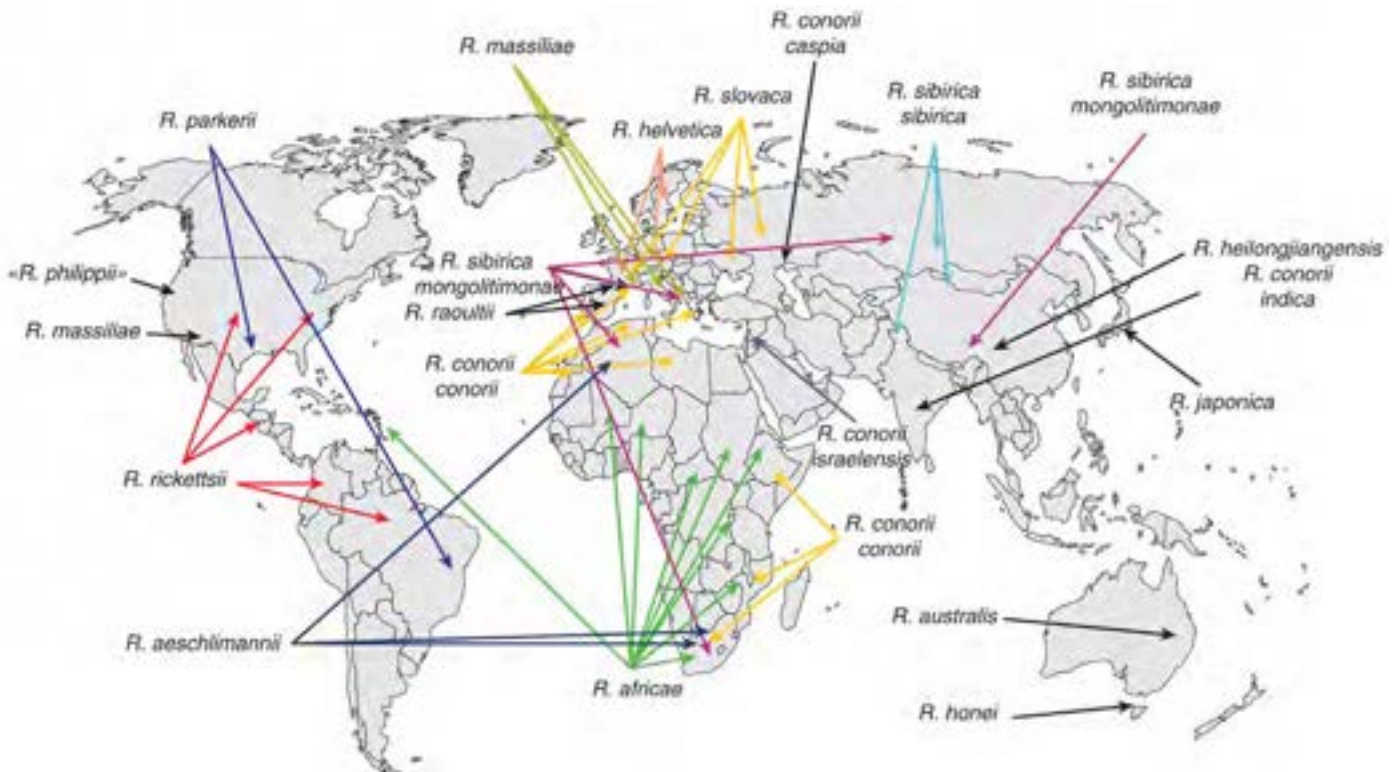 R. conorii
caspia
R. massiliae
R. slovaca
R. sibirica
sibirica
R. sibirica
mongolitimonae
R. parkerii
R. helvetica
«R. philippii»
R. sibirica
mongolitimonae
R. heilongjiangensis
R. conorii
indica
R. raoultii
R. massiliae
R. conorii
conorii
R. japonica
R. conorii
israelensis
R. rickettsii
R. conorii
conorii
R. australis
R. aeschlimannii
R. africae
R. honei